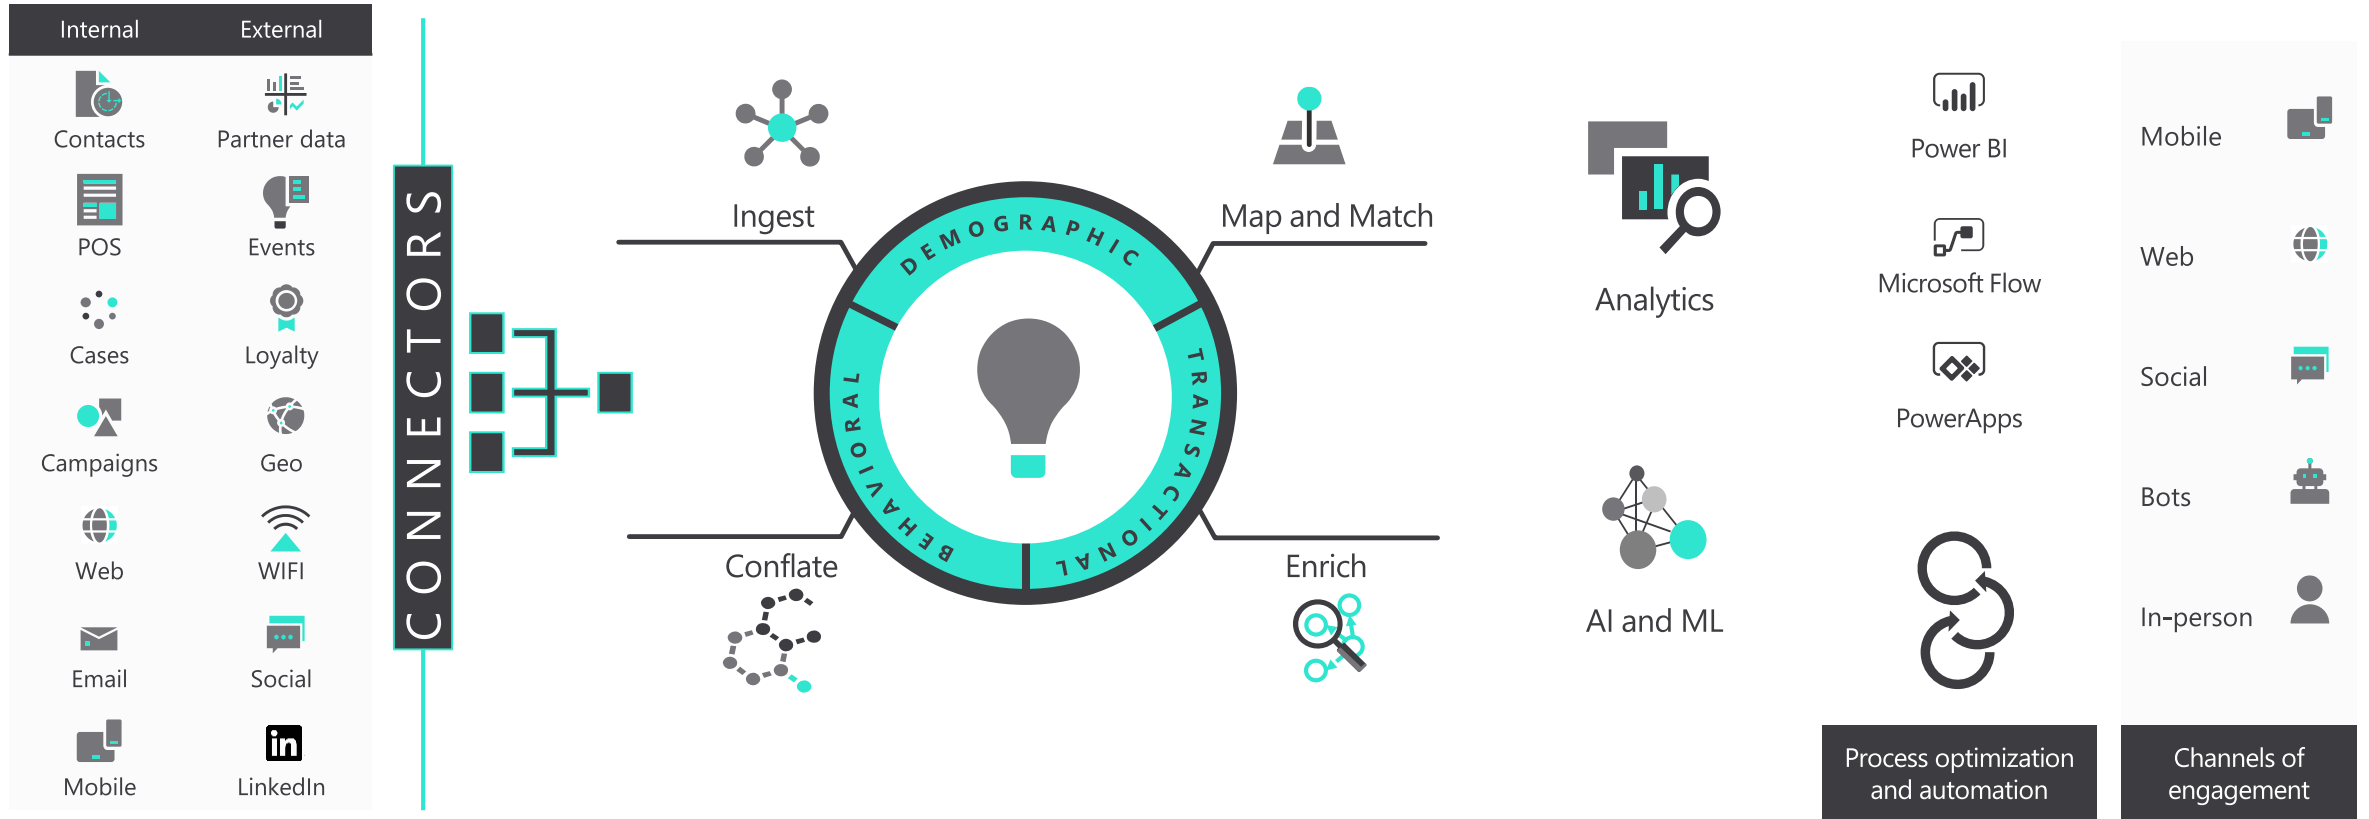 Internal
External
Contacts
Partner data
POS
Events
Cases
Loyalty
Campaigns
Geo
Web
WIFI
Email
Social
Mobile
in
LinkedIn
CONNECTORS
Ingest
Map and Match
DEMOGRAPHIC
TRANSACTIONAL
BEHAVIORAL
Conflate
Enrich
Analytics
AI and ML
Power BI
Microsoft Flow
PowerApps
Process optimization
and automation
Mobile
Web
Social
Bots
In-person
Channels of
engagement